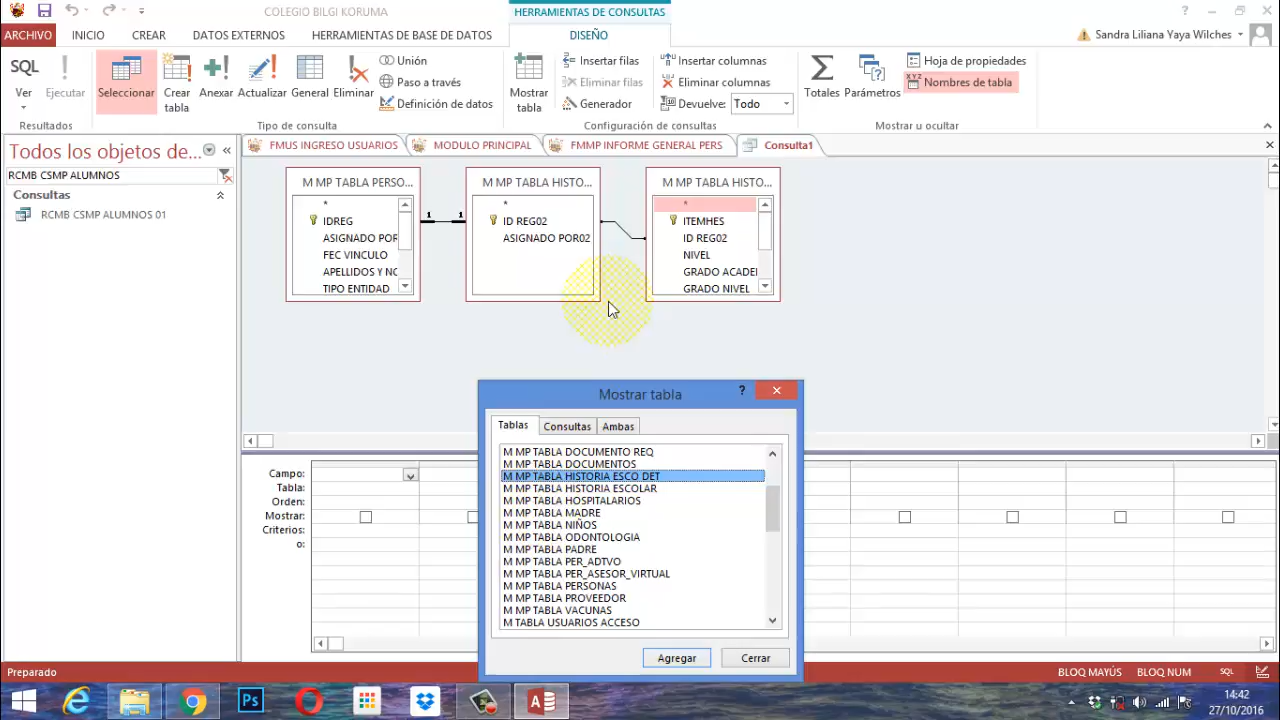 COLEGIO BILGI KORUMA
HERRAMIENTAS DE CONSULTAS
?
ARCHIVO
INICIO
CREAR
DATOS EXTERNOS
HERRAMIENTAS DE BASE DE DATOS
DISEÑO
Sandra Liliana Yaya Wilches
SQL
Ver
Ejecutar
Resultados
Seleccionar
Crear
tabla
Anexar
Actualizar
General
Eliminar
Unión
Paso a través
Definición de datos
Tipo de consulta
Mostrar
tabla
Insertar filas
Eliminar filas
Generador
Insertar columnas
Eliminar columnas
Devuelve: Todo
Configuración de consultas
Totales
Parámetros
Hoja de propiedades
XYZ Nombres de tabla
Mostrar u ocultar
Todos los objetos de...
RCMB CSMP ALUMNOS
Consultas
RCMB CSMP ALUMNOS 01
FMUS INGRESO USUARIOS
MODULO PRINCIPAL
FMMP INFORME GENERAL PERS
Consulta1
M MP TABLA PERSO...
*
IDREG
ASIGNADO POR
FEC VINCULO
APELLIDOS Y NO
TIPO ENTIDAD
1 1
M MP TABLA HISTO...
*
ID REG02
ASIGNADO POR02
M MP TABLA HISTO...
*
ITEMHES
ID REG02
NIVEL
GRADO ACADEI
GRADO NIVEL
Mostrar tabla
?
Tablas
Consultas
Ambas
M MP TABLA DOCUMENTO REQ
M MP TABLA DOCUMENTOS
M MP TABLA HISTORIA ESCO DET
M MP TABLA HISTORIA ESCOLAR
M MP TABLA HOSPITALARIOS
M MP TABLA MADRE
M MP TABLA NIÑOS
M MP TABLA ODONTOLOGIA
M MP TABLA PADRE
M MP TABLA PER_ADTVO
M MP TABLA PER_ASESOR_VIRTUAL
M MP TABLA PERSONAS
M MP TABLA PROVEEDOR
M MP TABLA VACUNAS
M TABLA USUARIOS ACCESO
Agregar
Cerrar
Campo:
Tabla:
Orden:
Mostrar:
Criterios:
o:
Preparado
BLOQ MAYÚS
BLOQ NUM
SQL
Ps
14:42
27/10/2016